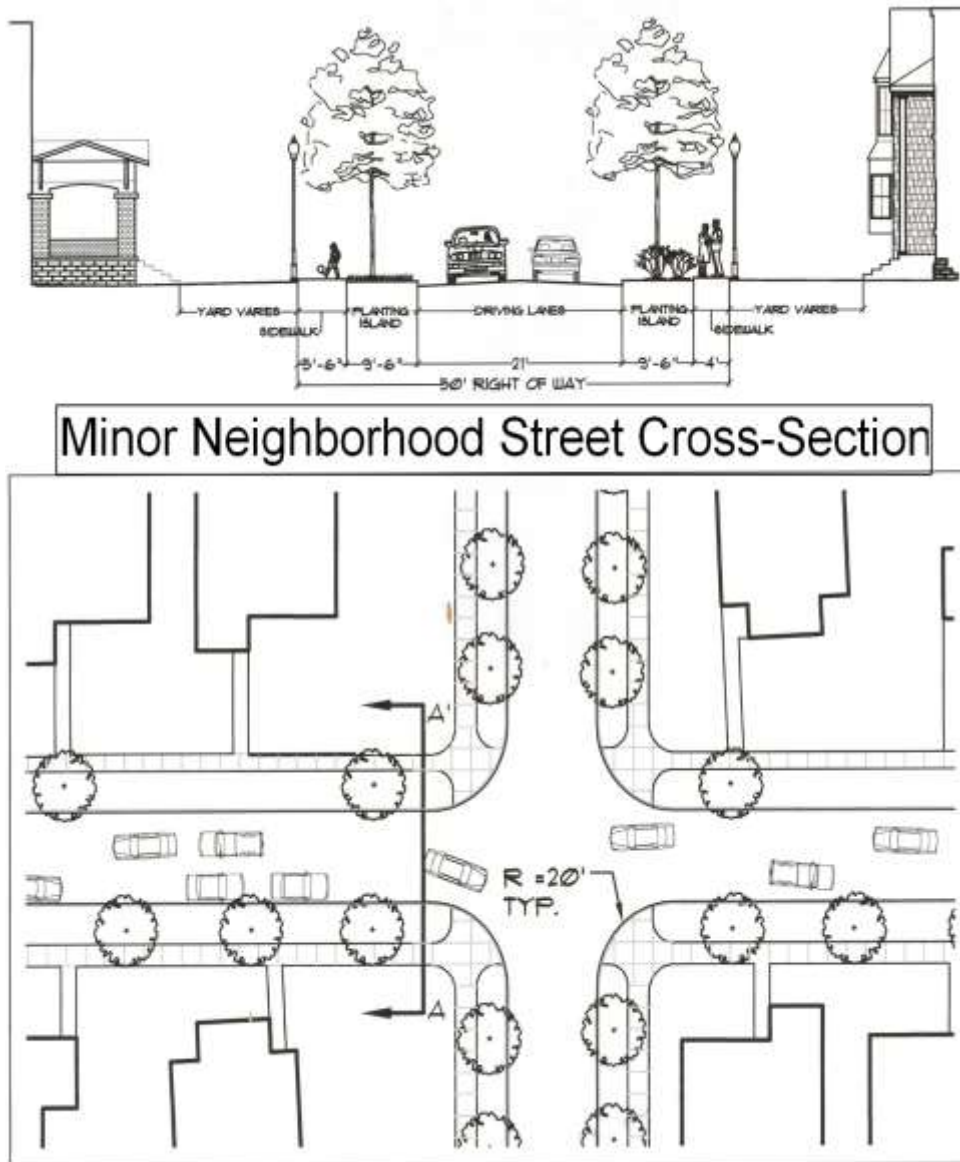 YARD VARIES
SIDEWALK
PLANTING
ISLAND
DRIVING LANES
PLANTING
ISLAND
SIDEWALK
YARD VARIES
5'-6" 9'-6" 21' 9'-6" 4'
50' RIGHT OF WAY
Minor Neighborhood Street Cross-Section
A'
R =20'
TYP.
A